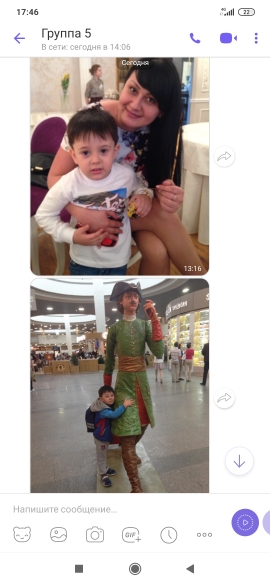 17:46
22
Группа 5
В сети: сегодня в 14:06
Сегодня
13:16
Напишите сообщение...
GIF+